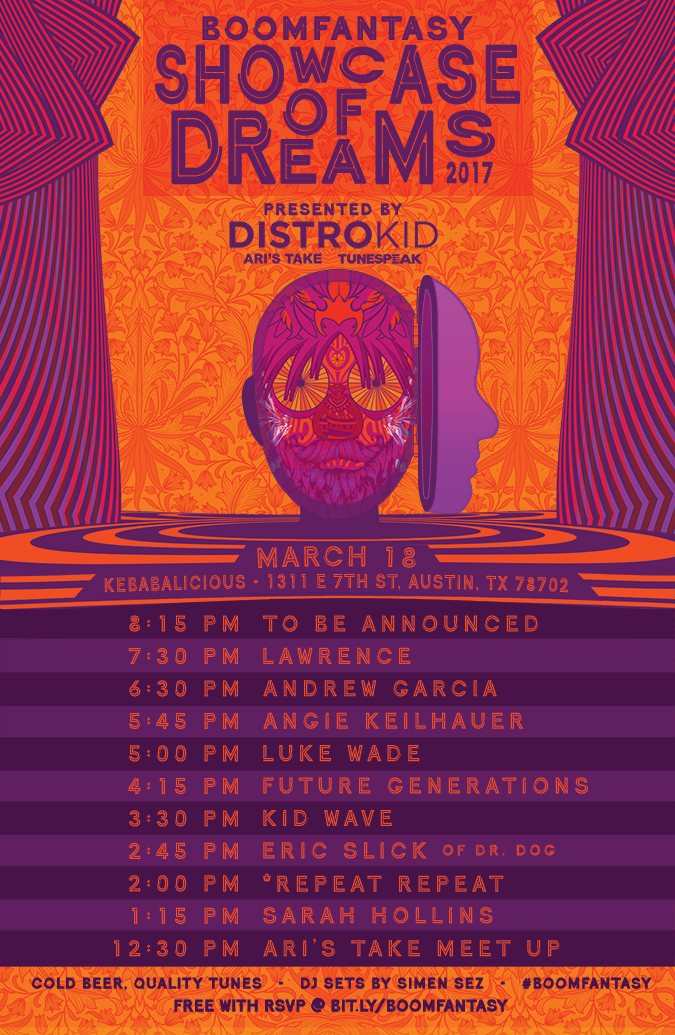 BOOMFANTASY
SHOWCASE
OF
DREAMS
2017
PRESENTED BY
DISTROKID
ARI'S TAKE TUNESPEAK
MARCH 18
KEBABALICIOUS - 1311 E 7TH ST, AUSTIN, TX 78702
8:15 PM TO BE ANNOUNCED
7:30 PM LAWRENCE
6:30 PM ANDREW GARCIA
5:45 PM ANGIE KEILHAUER
5:00 PM LUKE WADE
4:15 PM FUTURE GENERATIONS
3:30 PM KID WAVE
2:45 PM ERIC SLICK OF DR. DOG
2:00 PM *REPEAT REPEAT
1:15 PM SARAH HOLLINS
12:30 PM ARI'S TAKE MEET UP
COLD BEER, QUALITY TUNES - DJ SETS BY SIMEN SEZ - #BOOMFANTASY
FREE WITH RSVP @ BIT.LY/BOOMFANTASY